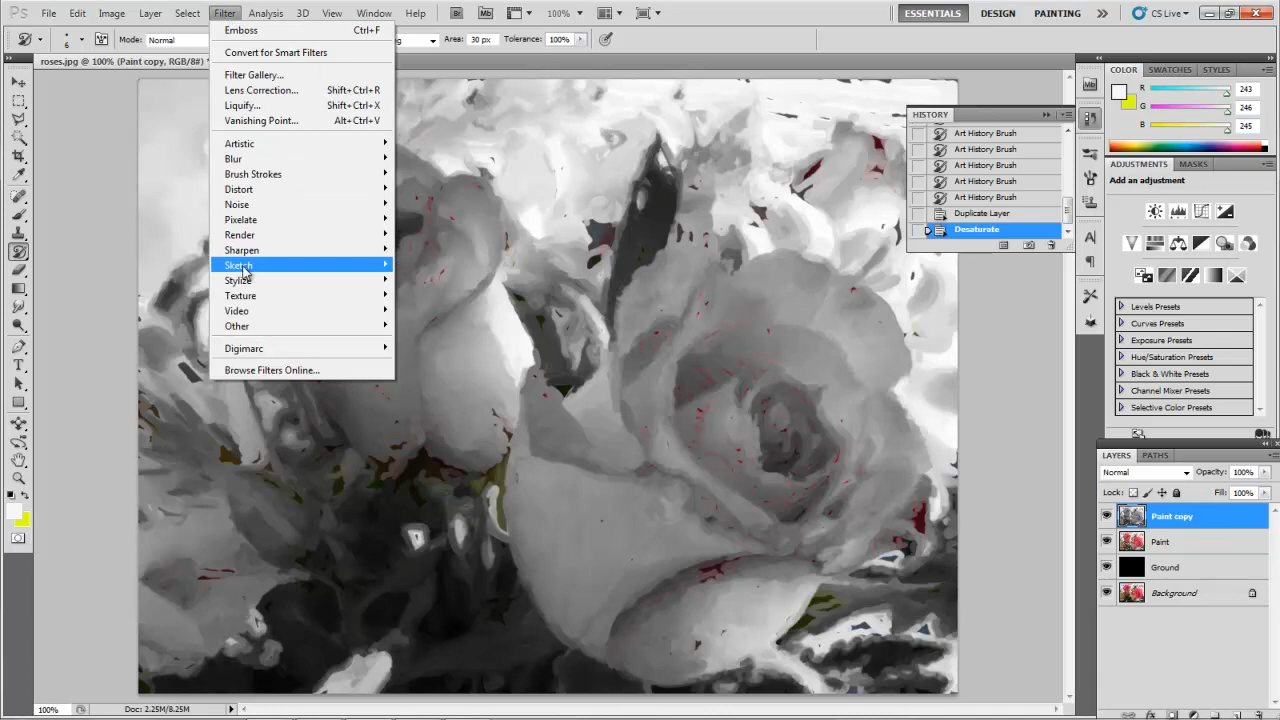 Ps File Edit Image Layer Select Filter Analysis 3D View Window Help Br Mb 100% ESSENTIALS DESIGN PAINTING CS Live
6 Mode: Normal Area: 30 px Tolerance: 100%
roses.jpg @ 100% (Paint copy, RGB/8#) *
Emboss Ctrl+F
Convert for Smart Filters
Filter Gallery...
Lens Correction... Shift+Ctrl+R
Liquify... Shift+Ctrl+X
Vanishing Point... Alt+Ctrl+V
Artistic
Blur
Brush Strokes
Distort
Noise
Pixelate
Render
Sharpen
Sketch
Stylize
Texture
Video
Other
Digimarc
Browse Filters Online...
HISTORY
Art History Brush
Art History Brush
Art History Brush
Art History Brush
Art History Brush
Duplicate Layer
Desaturate
COLOR SWATCHES STYLES
R 243
G 246
B 245
ADJUSTMENTS MASKS
Add an adjustment
Levels Presets
Curves Presets
Exposure Presets
Hue/Saturation Presets
Black & White Presets
Channel Mixer Presets
Selective Color Presets
LAYERS PATHS
Normal Opacity: 100%
Lock: Fill: 100%
Paint copy
Paint
Ground
Background
100% Doc: 2.25M/8.25M